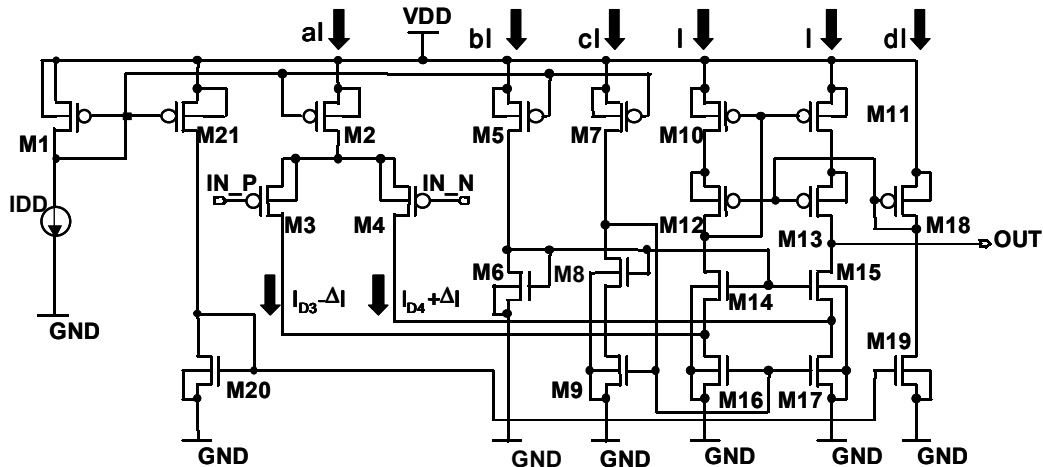 VDD
aI
bI
cI
I
I
dI
M1
M21
M2
M5
M7
M10
M11
IN_P
IN_N
IDD
M3
M4
M12
M13
M18
OUT
M6
M8
M14
M15
I_D3–ΔI
I_D4+ΔI
GND
M20
M9
M16
M17
M19
GND
GND
GND
GND
GND
GND